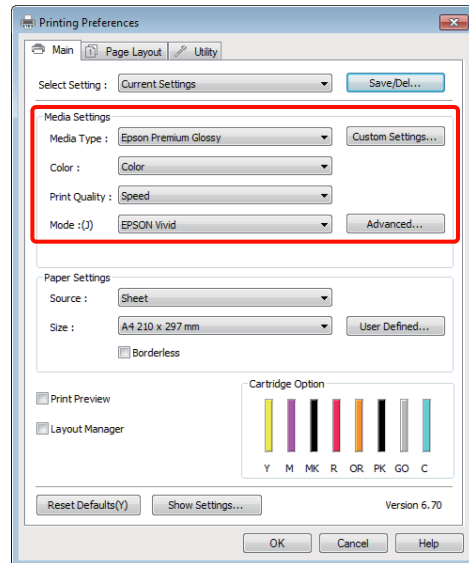 Printing Preferences
Main Page Layout Utility
Select Setting : Current Settings Save/Del...
Media Settings
Media Type : Epson Premium Glossy Custom Settings...
Color : Color
Print Quality : Speed
Mode :(J) EPSON Vivid Advanced...
Paper Settings
Source : Sheet
Size : A4 210 x 297 mm User Defined...
Borderless
Cartridge Option
Print Preview
Layout Manager
Y M MK R OR PK GO C
Reset Defaults(Y) Show Settings... Version 6.70
OK Cancel Help